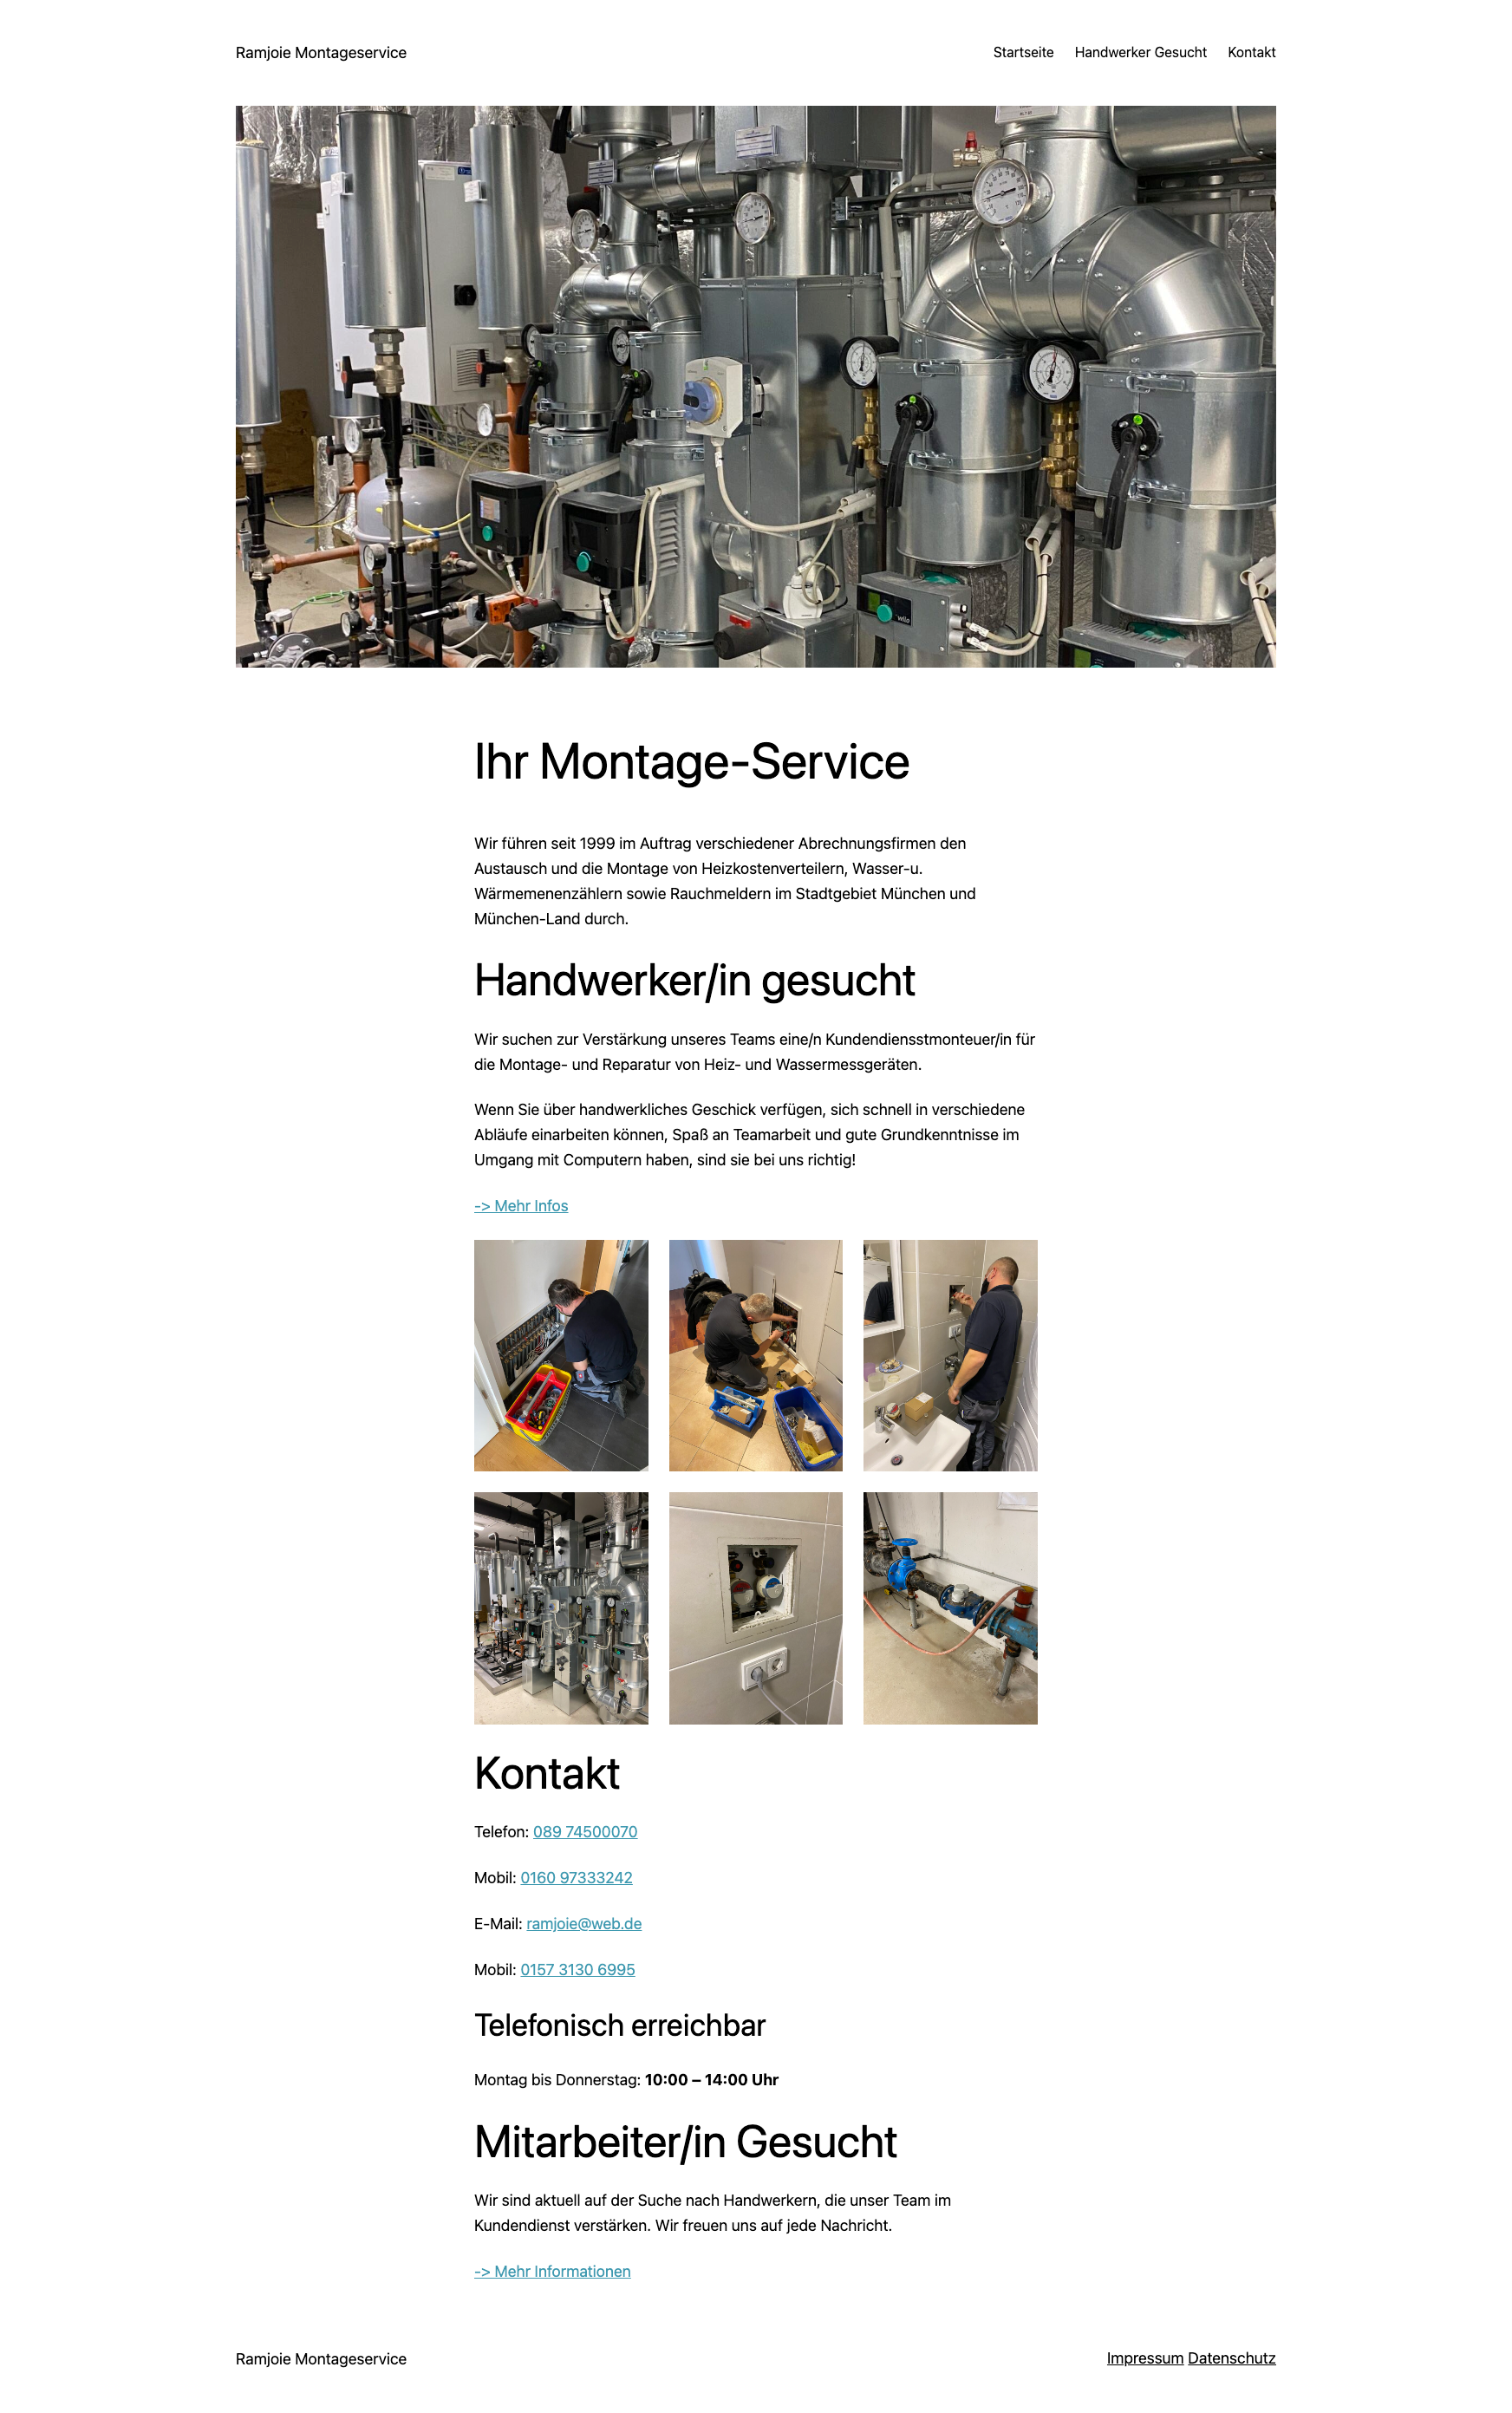 Ramjoie Montageservice
Startseite Handwerker Gesucht Kontakt
wilo
Ihr Montage-Service
Wir führen seit 1999 im Auftrag verschiedener Abrechnungsfirmen den
Austausch und die Montage von Heizkostenverteilern, Wasser-u.
Wärmemenenzählern sowie Rauchmeldern im Stadtgebiet München und
München-Land durch.
Handwerker/in gesucht
Wir suchen zur Verstärkung unseres Teams eine/n Kundendiensstmonteuer/in für
die Montage- und Reparatur von Heiz- und Wassermessgeräten.
Wenn Sie über handwerkliches Geschick verfügen, sich schnell in verschiedene
Abläufe einarbeiten können, Spaß an Teamarbeit und gute Grundkenntnisse im
Umgang mit Computern haben, sind sie bei uns richtig!
-> Mehr Infos
Kontakt
Telefon: 089 74500070
Mobil: 0160 97333242
E-Mail: ramjoie@web.de
Mobil: 0157 3130 6995
Telefonisch erreichbar
Montag bis Donnerstag: 10:00 – 14:00 Uhr
Mitarbeiter/in Gesucht
Wir sind aktuell auf der Suche nach Handwerkern, die unser Team im
Kundendienst verstärken. Wir freuen uns auf jede Nachricht.
-> Mehr Informationen
Ramjoie Montageservice
Impressum Datenschutz